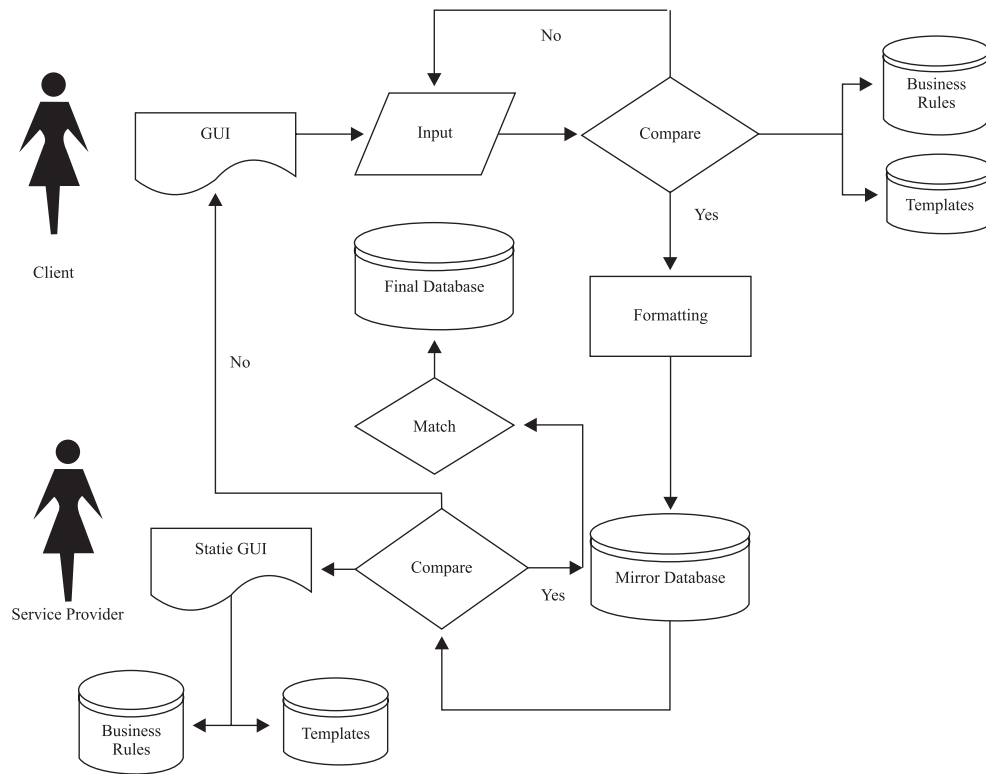 No
Business
Rules
GUI
Input
Compare
Templates
Yes
Client
Final Database
Formatting
No
Match
Statie GUI
Compare
Mirror Database
Yes
Service Provider
Business
Rules
Templates